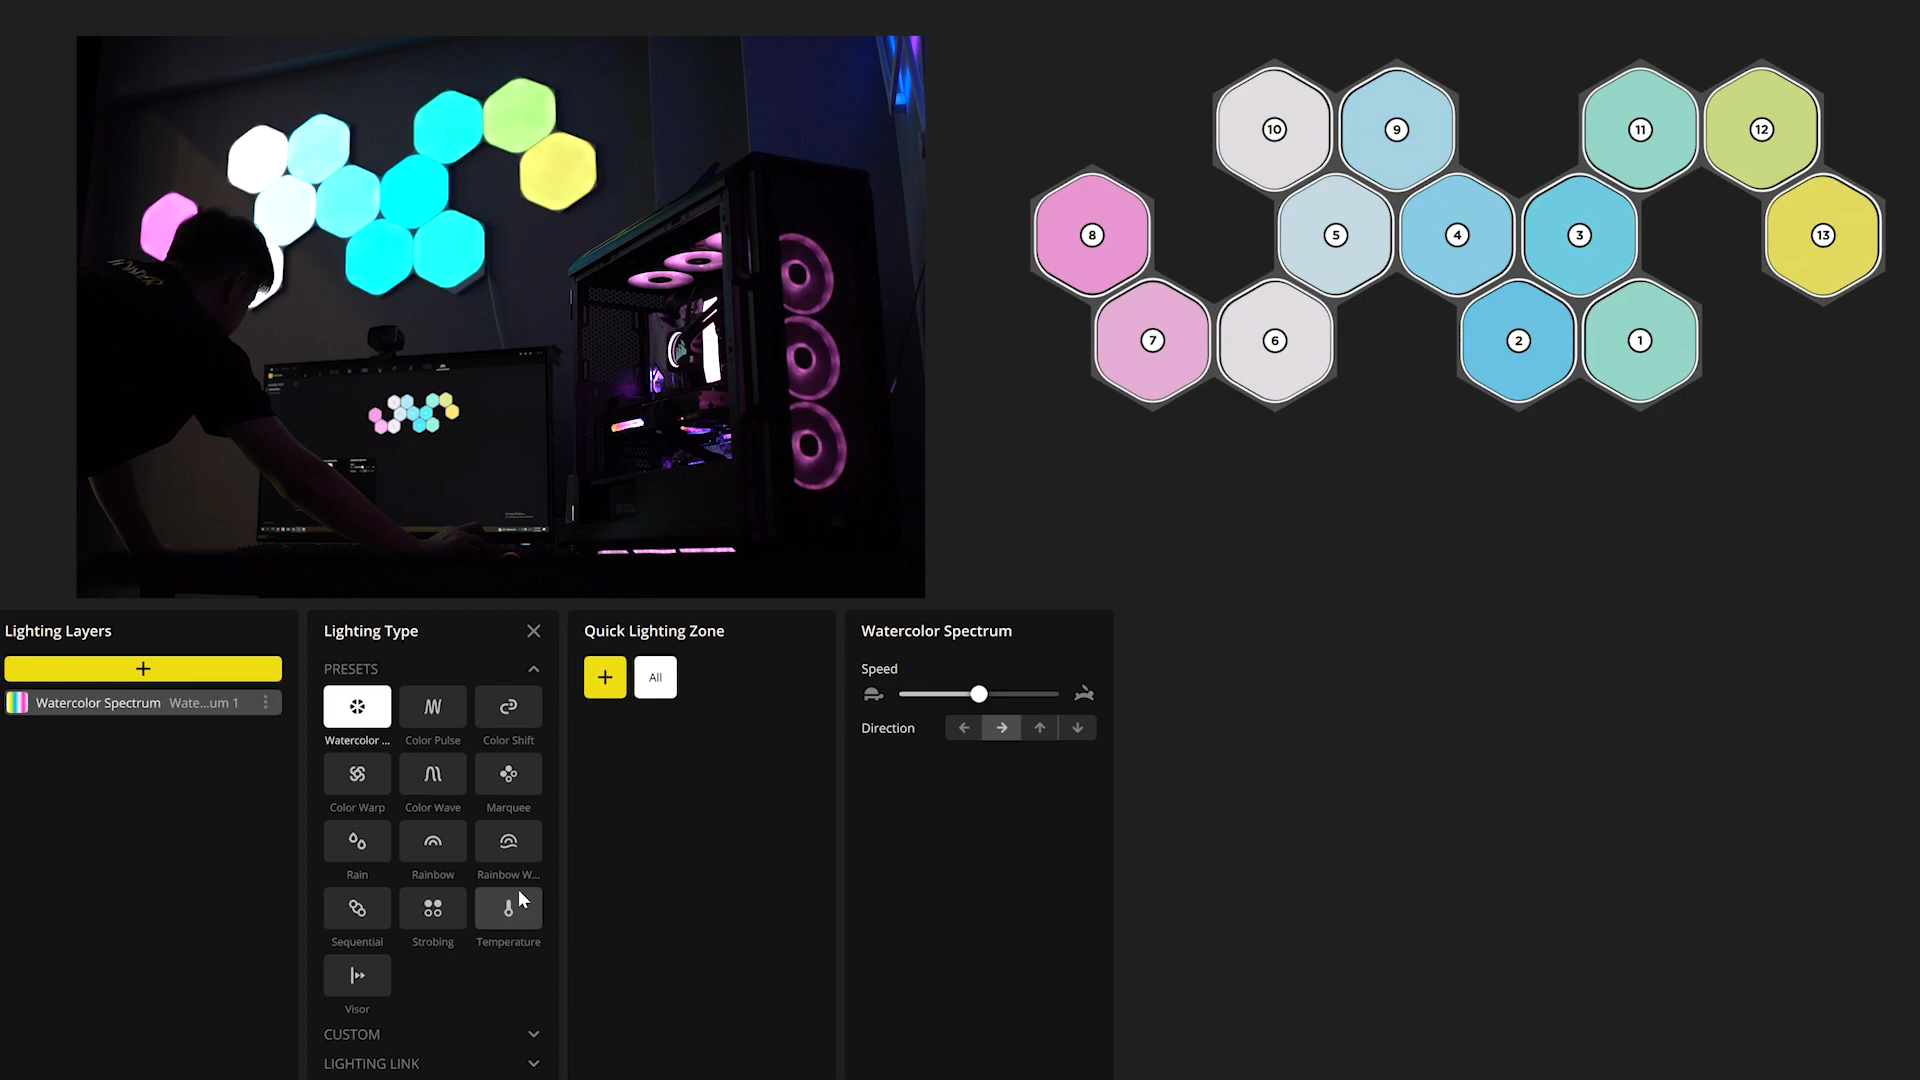 10
9
11
12
8
5
4
3
13
7
6
2
1
Lighting Layers
+
Watercolor Spectrum Wate...um 1
Lighting Type
PRESETS
Watercolor ...
Color Pulse
Color Shift
Color Warp
Color Wave
Marquee
Rain
Rainbow
Rainbow W...
Sequential
Strobing
Temperature
Visor
CUSTOM
LIGHTING LINK
Quick Lighting Zone
+
All
Watercolor Spectrum
Speed
Direction